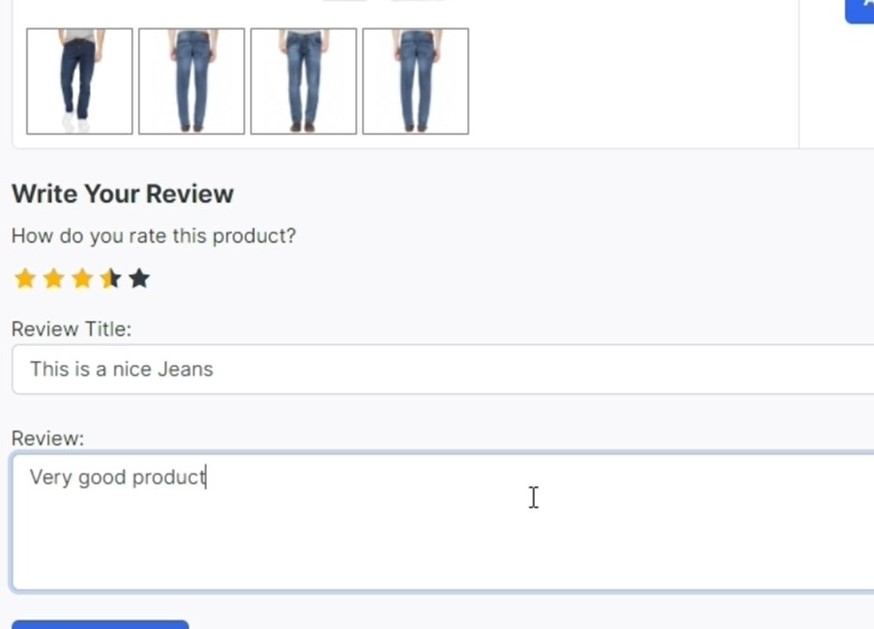 Write Your Review
How do you rate this product?
Review Title:
This is a nice Jeans
Review:
Very good product